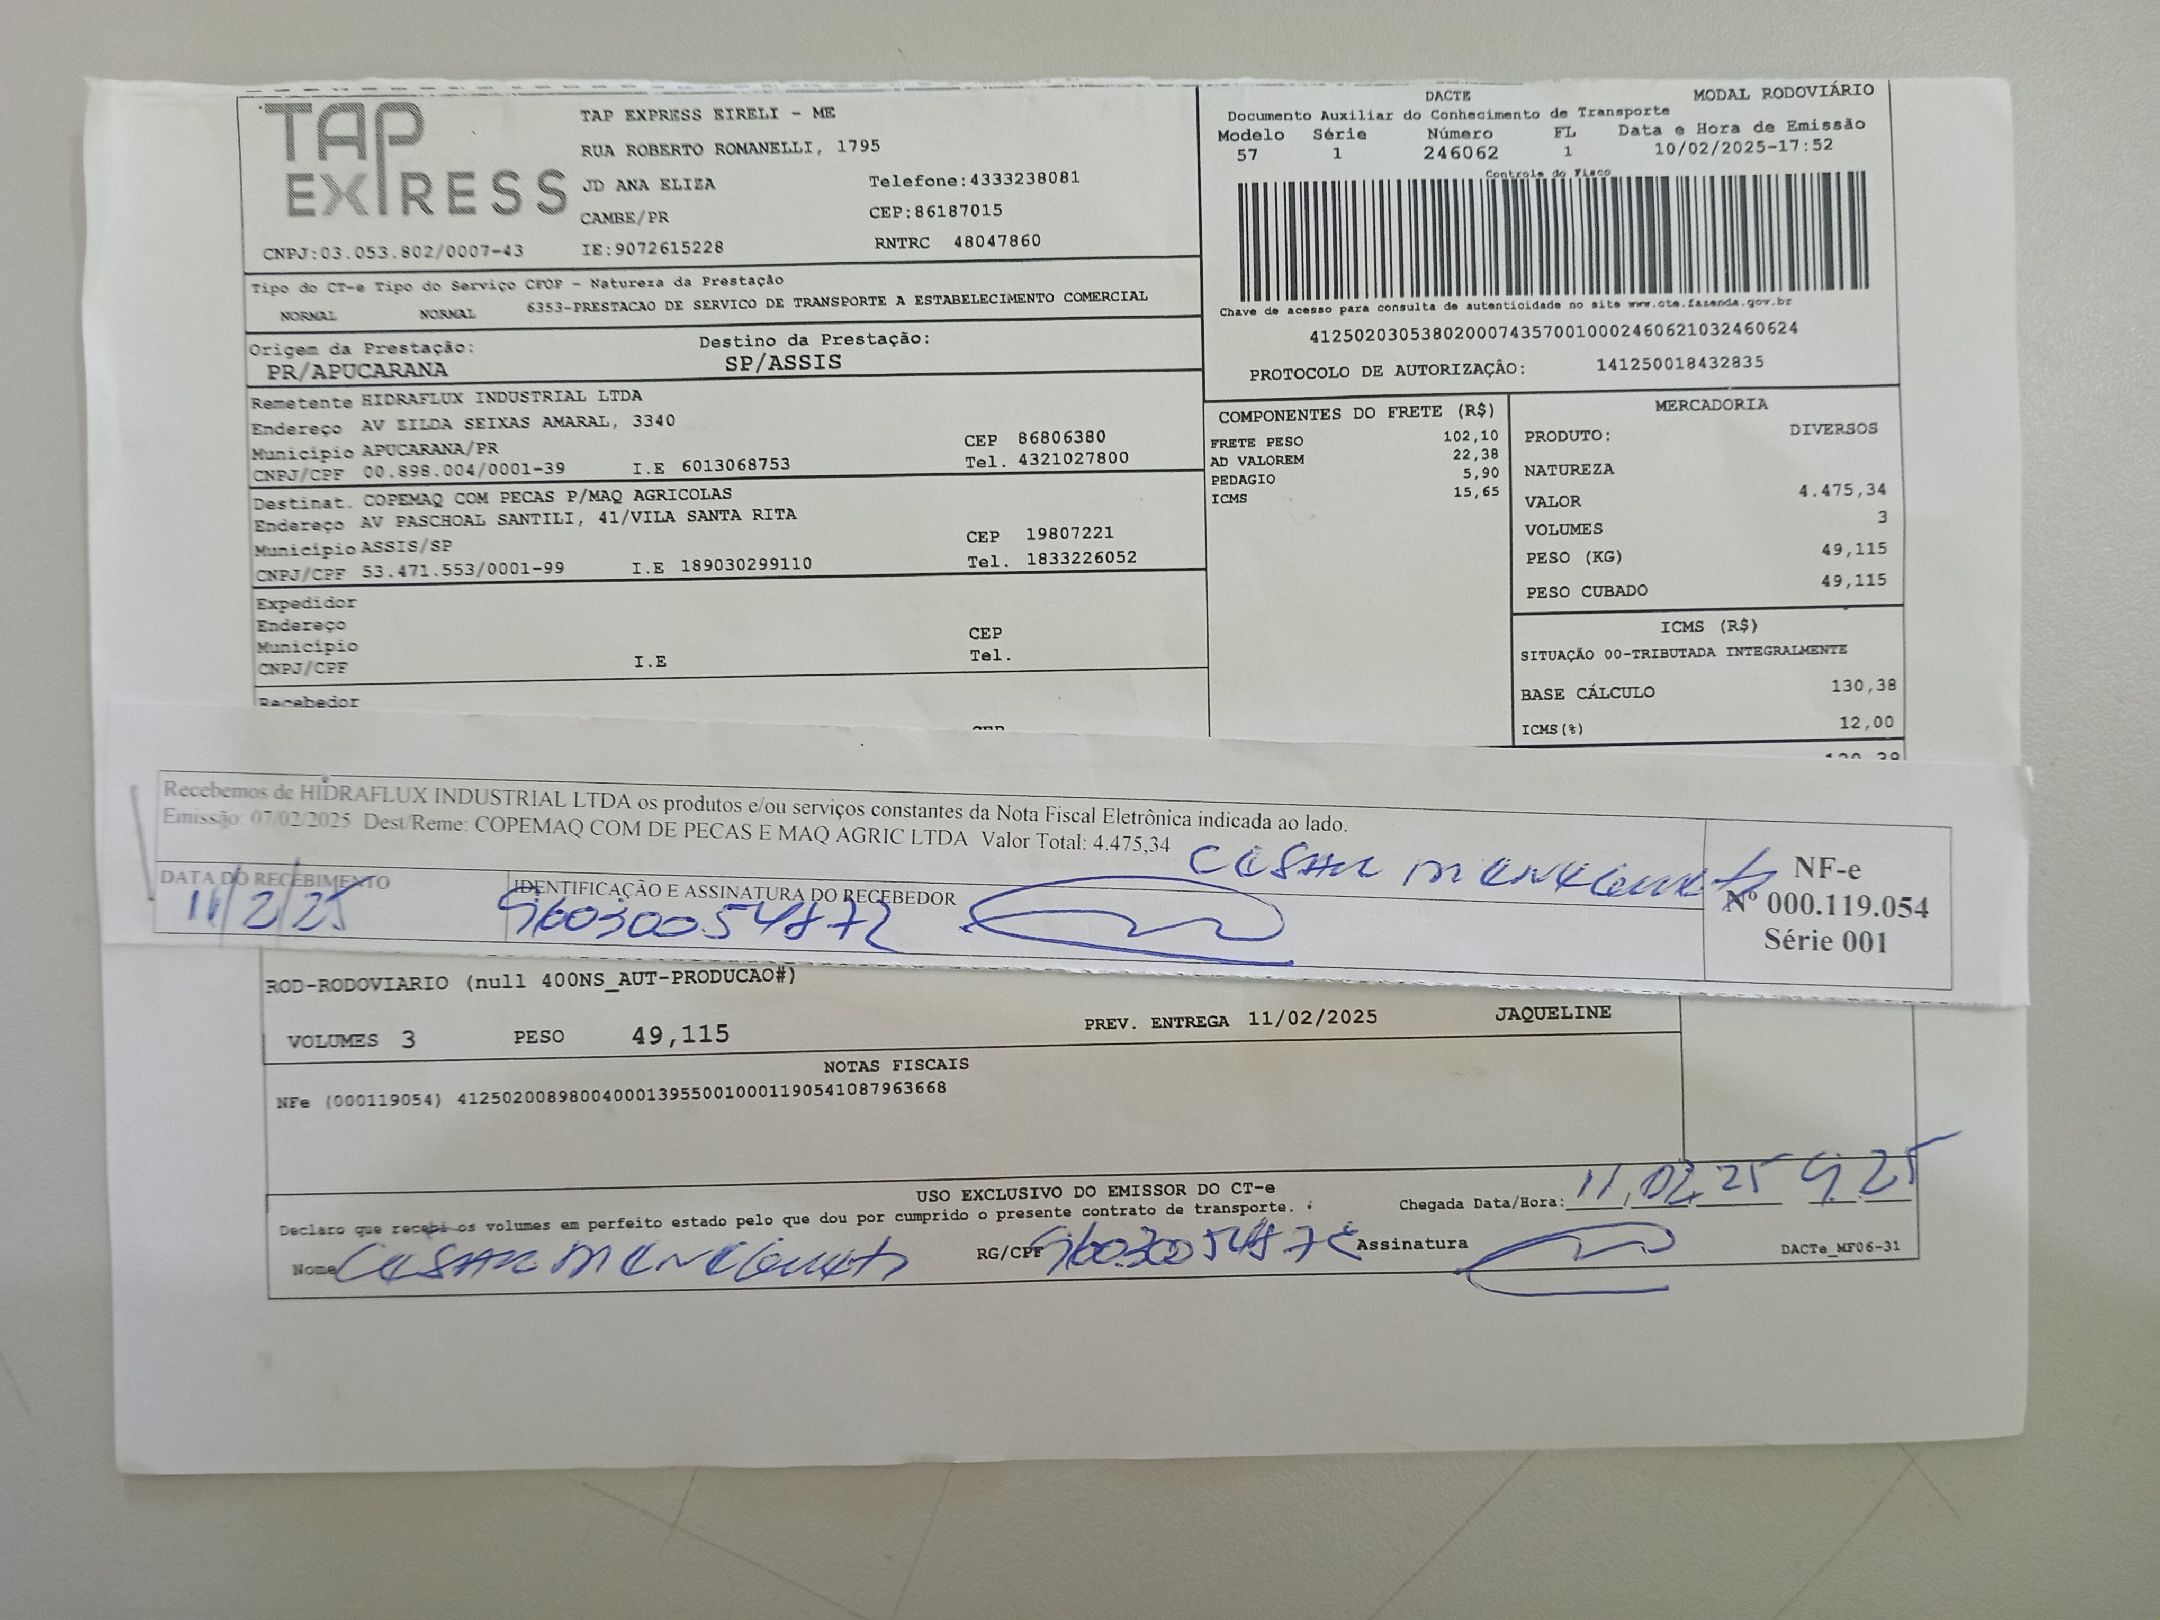 TAP EXPRESS
TAP EXPRESS EIRELI - ME
RUA ROBERTO ROMANELLI, 1795
JD ANA ELIZA Telefone:4333238081
CAMBE/PR CEP:86187015
CNPJ:03.053.802/0007-43 IE:9072615228 RNTRC 48047860
DACTE MODAL RODOVIÁRIO
Documento Auxiliar do Conhecimento de Transporte
Modelo Série Número FL Data e Hora de Emissão
57 1 246062 1 10/02/2025-17:52
Controle do Fisco
Chave de acesso para consulta de autenticidade no site www.cte.fazenda.gov.br
41250203053802000743570010002460621032460624
PROTOCOLO DE AUTORIZAÇÂO: 141250018432835
Tipo do CT-e Tipo do Serviço CFOP - Natureza da Prestação
NORMAL NORMAL 6353-PRESTACAO DE SERVICO DE TRANSPORTE A ESTABELECIMENTO COMERCIAL
Origem da Prestação: Destino da Prestação:
PR/APUCARANA SP/ASSIS
Remetente HIDRAFLUX INDUSTRIAL LTDA
Endereço AV ZILDA SEIXAS AMARAL, 3340
Município APUCARANA/PR CEP 86806380
CNPJ/CPF 00.898.004/0001-39 I.E 6013068753 Tel. 4321027800
Destinat. COPEMAQ COM PECAS P/MAQ AGRICOLAS
Endereço AV PASCHOAL SANTILI, 41/VILA SANTA RITA
Município ASSIS/SP CEP 19807221
CNPJ/CPF 53.471.553/0001-99 I.E 189030299110 Tel. 1833226052
Expedidor
Endereço
Município CEP
CNPJ/CPF I.E Tel.
Recebedor
COMPONENTES DO FRETE (R$)
FRETE PESO 102,10
AD VALOREM 22,38
PEDAGIO 5,90
ICMS 15,65
MERCADORIA
PRODUTO: DIVERSOS
NATUREZA
VALOR 4.475,34
VOLUMES 3
PESO (KG) 49,115
PESO CUBADO 49,115
ICMS (R$)
SITUAÇÃO 00-TRIBUTADA INTEGRALMENTE
BASE CÁLCULO 130,38
ICMS(%) 12,00
Recebemos de HIDRAFLUX INDUSTRIAL LTDA os produtos e/ou serviços constantes da Nota Fiscal Eletrônica indicada ao lado.
Emissão: 07/02/2025 Dest/Reme: COPEMAQ COM DE PECAS E MAQ AGRIC LTDA Valor Total: 4.475,34
DATA DO RECEBIMENTO IDENTIFICAÇÃO E ASSINATURA DO RECEBEDOR
11/2/25
NF-e
Nº 000.119.054
Série 001
ROD-RODOVIARIO (null 400NS_AUT-PRODUCAO#)
VOLUMES 3 PESO 49,115 PREV. ENTREGA 11/02/2025 JAQUELINE
NOTAS FISCAIS
NFe (000119054) 41250200898004000139550010001190541087963668
USO EXCLUSIVO DO EMISSOR DO CT-e
Declaro que recebi os volumes em perfeito estado pelo que dou por cumprido o presente contrato de transporte. Chegada Data/Hora: 11,02,25 9:25
Nome RG/CPF Assinatura DACTe_MF06-31